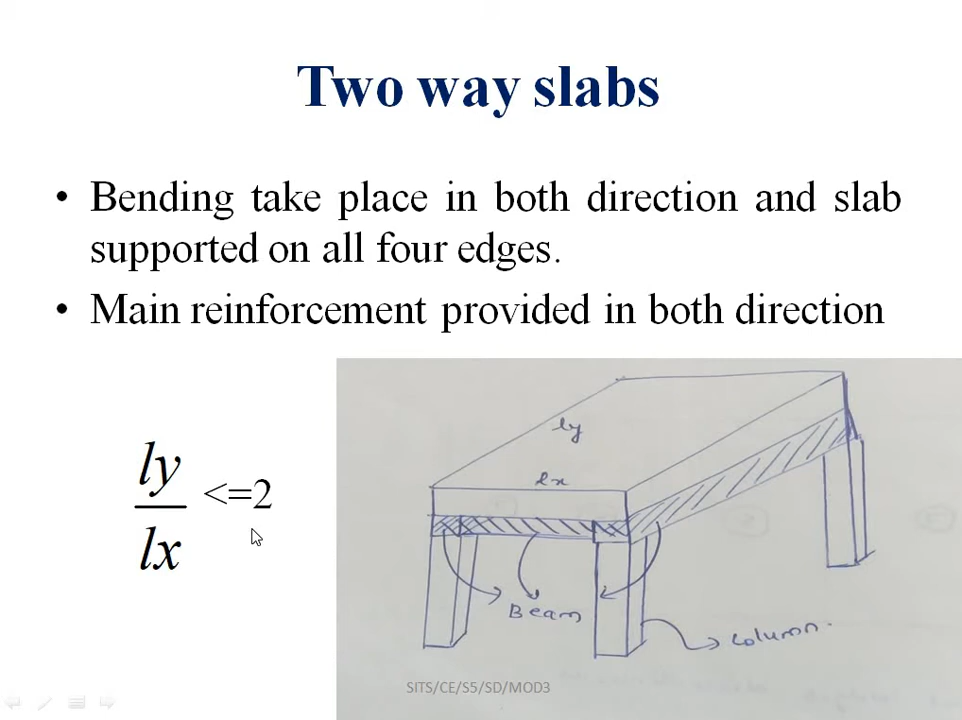 Two way slabs
• Bending take place in both direction and slab
supported on all four edges.
• Main reinforcement provided in both direction
ly
lx
<=2
ly
lx
Beam
column.
SITS/CE/S5/SD/MOD3